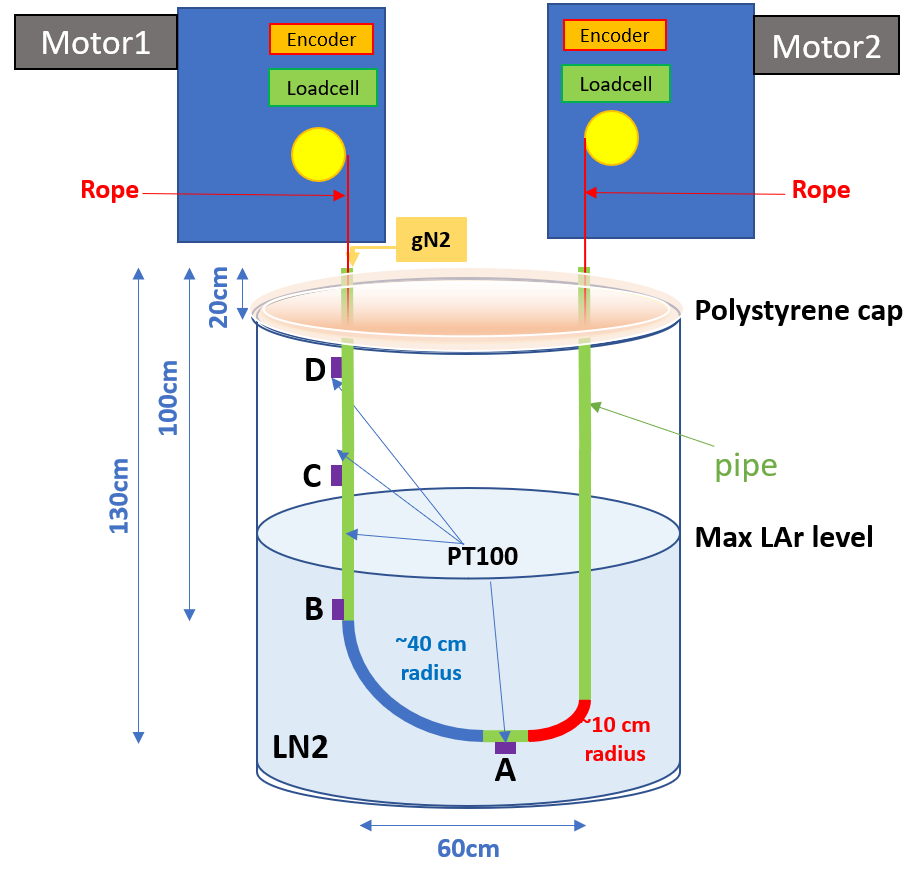 Motor1
Encoder
Loadcell
Encoder
Loadcell
Motor2
Rope
Rope
gN2
20cm
100cm
130cm
Polystyrene cap
D
C
pipe
PT100
Max LAr level
B
~40 cm
radius
~10 cm
radius
LN2
A
60cm